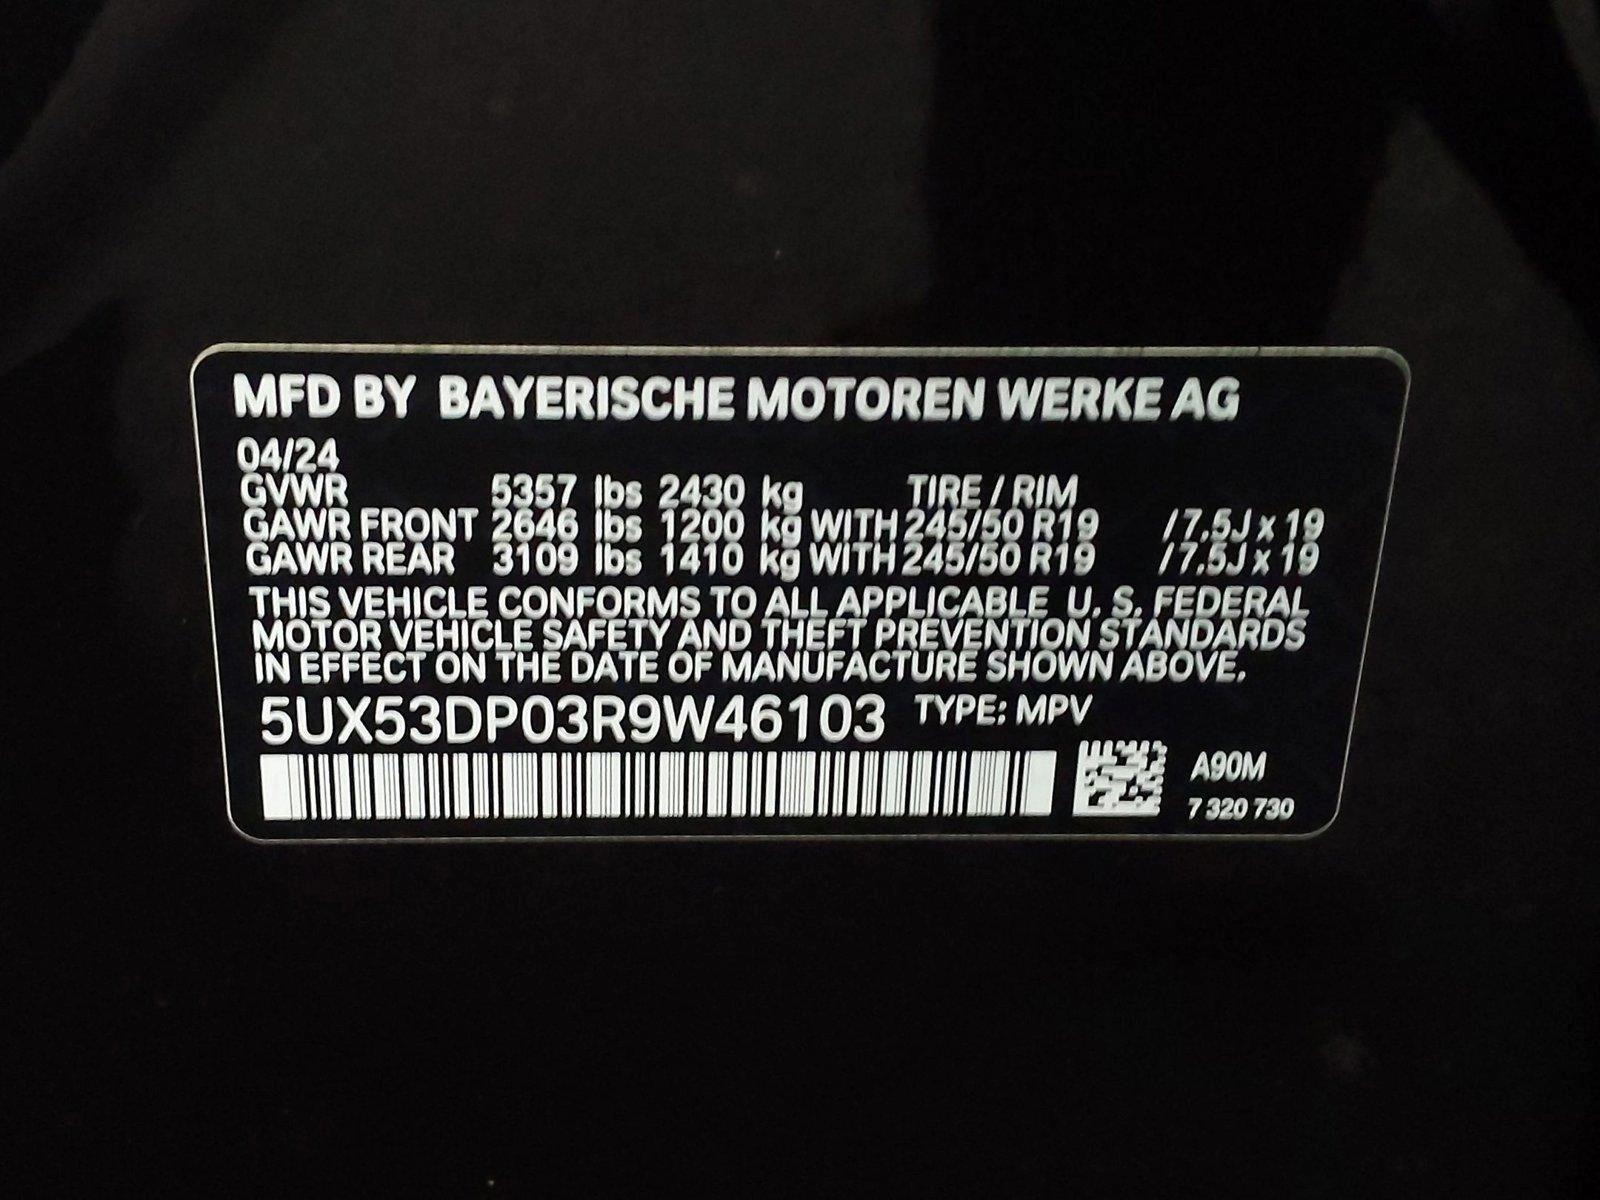 MFD BY BAYERISCHE MOTOREN WERKE AG
04/24
GVWR 5357 lbs 2430 kg TIRE / RIM
GAWR FRONT 2646 lbs 1200 kg WITH 245/50 R19 / 7.5J x 19
GAWR REAR 3109 lbs 1410 kg WITH 245/50 R19 / 7.5J x 19
THIS VEHICLE CONFORMS TO ALL APPLICABLE U. S. FEDERAL
MOTOR VEHICLE SAFETY AND THEFT PREVENTION STANDARDS
IN EFFECT ON THE DATE OF MANUFACTURE SHOWN ABOVE.
5UX53DP03R9W46103 TYPE: MPV
A90M
7 320 730